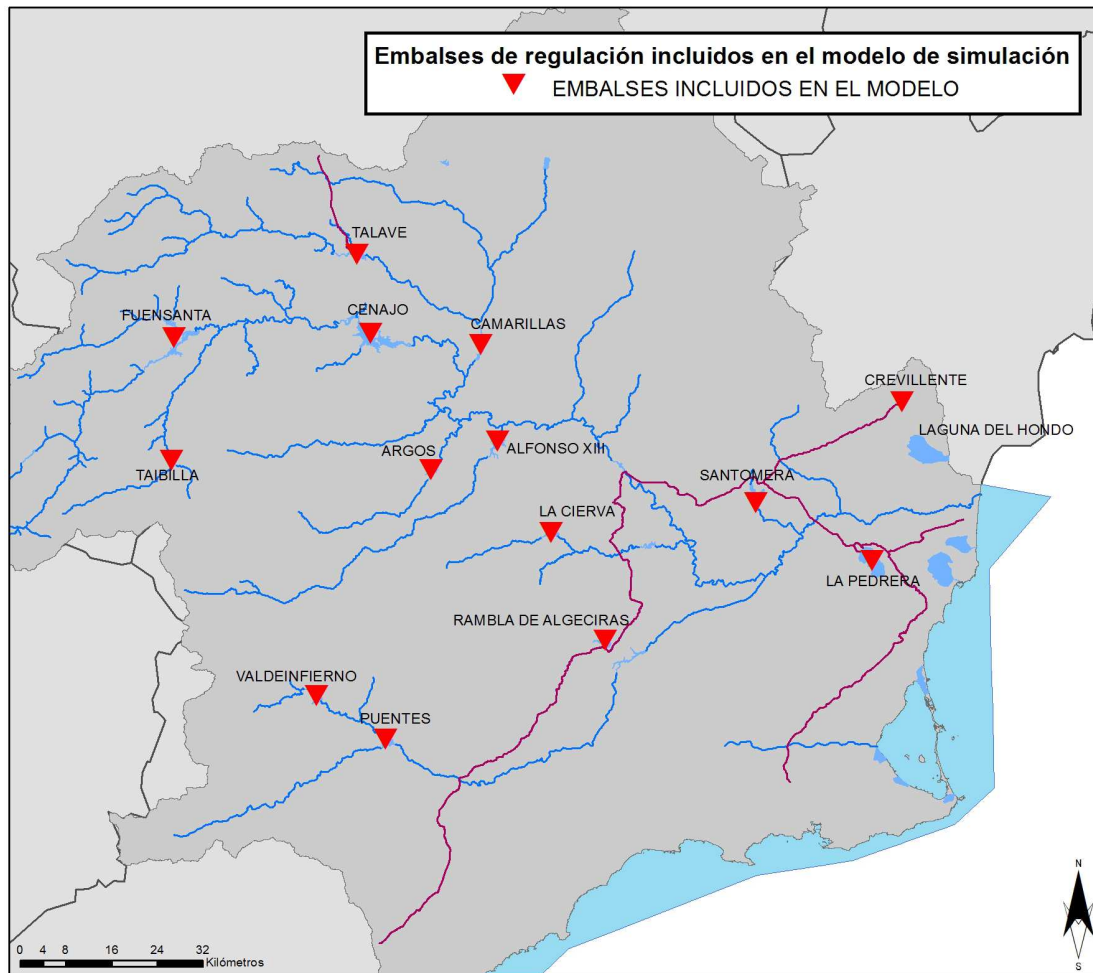 Embalses de regulación incluidos en el modelo de simulación
EMBALSES INCLUIDOS EN EL MODELO
TALAVE
FUENSANTA
CENAJO
CAMARILLAS
CREVILLENTE
LAGUNA DEL HONDO
ARGOS
ALFONSO XIII
TAIBILLA
SANTOMERA
LA CIERVA
LA PEDRERA
RAMBLA DE ALGECIRAS
VALDEINFIERNO
PUENTES
N
S
0 4 8 16 24 32
Kilómetros